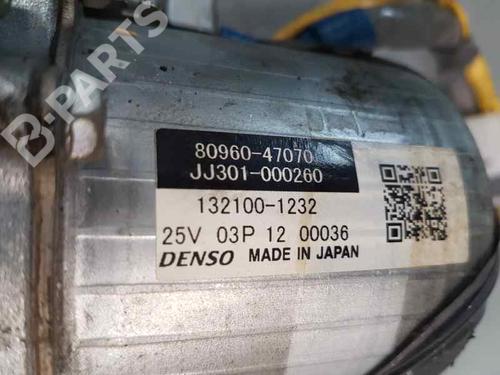 B-PARTS
80960-47070
JJ301-000260
132100-1232
25V 03P 12 00036
DENSO MADE IN JAPAN